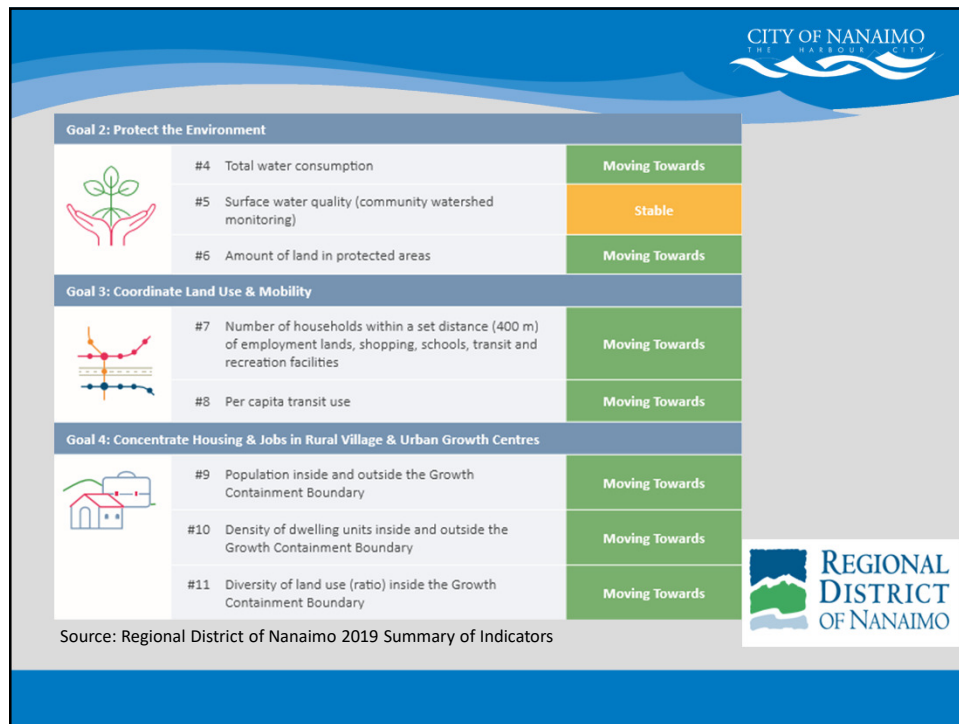 CITY OF NANAIMO
THE HARBOUR CITY
Goal 2: Protect the Environment
#4 Total water consumption Moving Towards
#5 Surface water quality (community watershed
monitoring) Stable
#6 Amount of land in protected areas Moving Towards
Goal 3: Coordinate Land Use & Mobility
#7 Number of households within a set distance (400 m)
of employment lands, shopping, schools, transit and
recreation facilities Moving Towards
#8 Per capita transit use Moving Towards
Goal 4: Concentrate Housing & Jobs in Rural Village & Urban Growth Centres
#9 Population inside and outside the Growth
Containment Boundary Moving Towards
#10 Density of dwelling units inside and outside the
Growth Containment Boundary Moving Towards
#11 Diversity of land use (ratio) inside the Growth
Containment Boundary Moving Towards
REGIONAL
DISTRICT
OF NANAIMO
Source: Regional District of Nanaimo 2019 Summary of Indicators